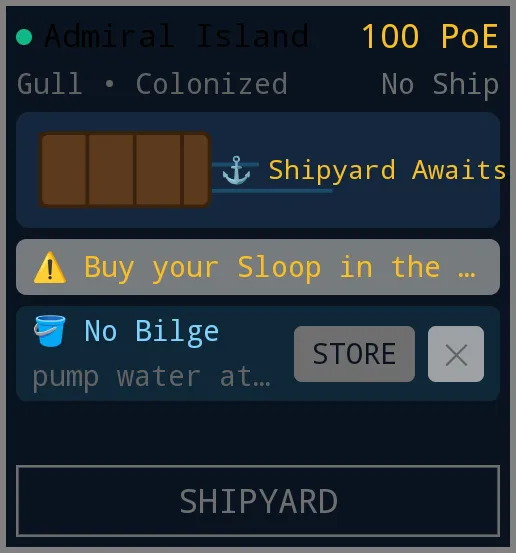 Admiral Island 100 PoE
Gull • Colonized No Ship
⚓ Shipyard Awaits
⚠️ Buy your Sloop in the …
🪣 No Bilge
pump water at…
STORE
SHIPYARD